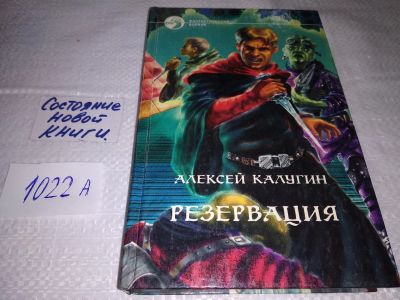 Состояние
новой
книги.
1022 А
АЛЕКСЕЙ КАЛУГИН
РЕЗЕРВАЦИЯ